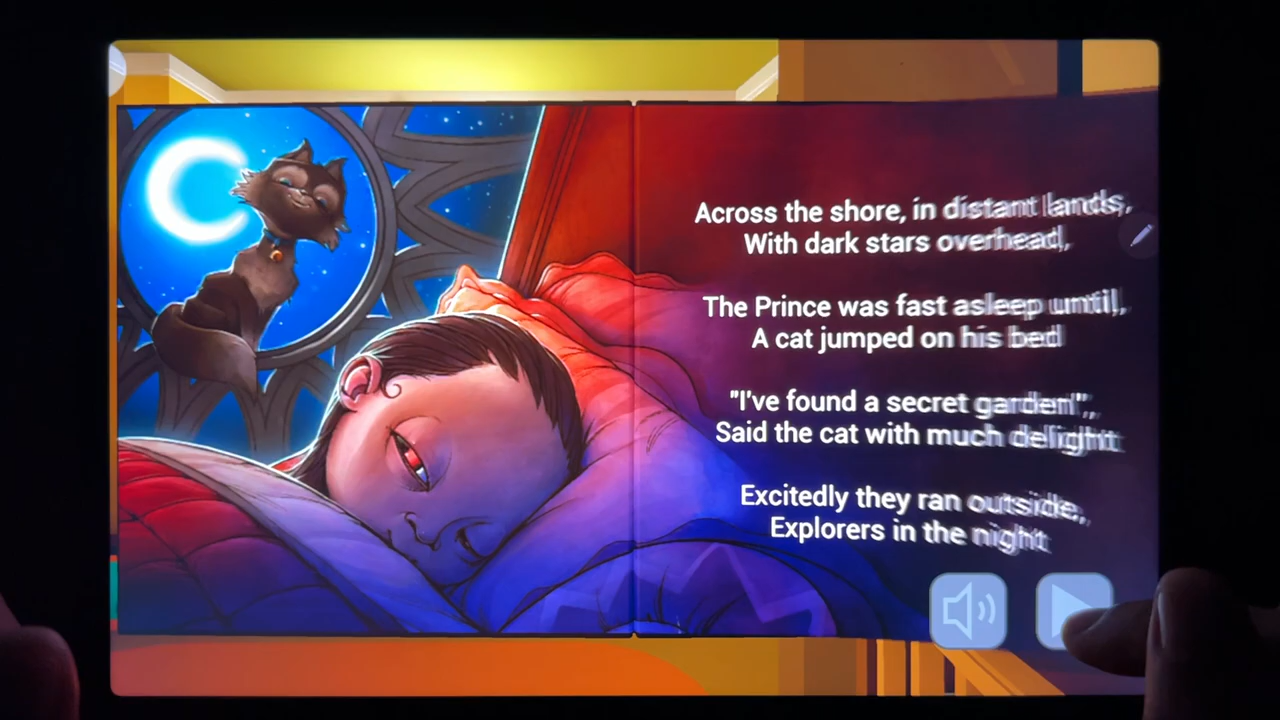 Across the shore, in distant lands,
With dark stars overhead,
The Prince was fast asleep until,
A cat jumped on his bed
"I've found a secret garden!",
Said the cat with much delight
Excitedly they ran outside,
Explorers in the night